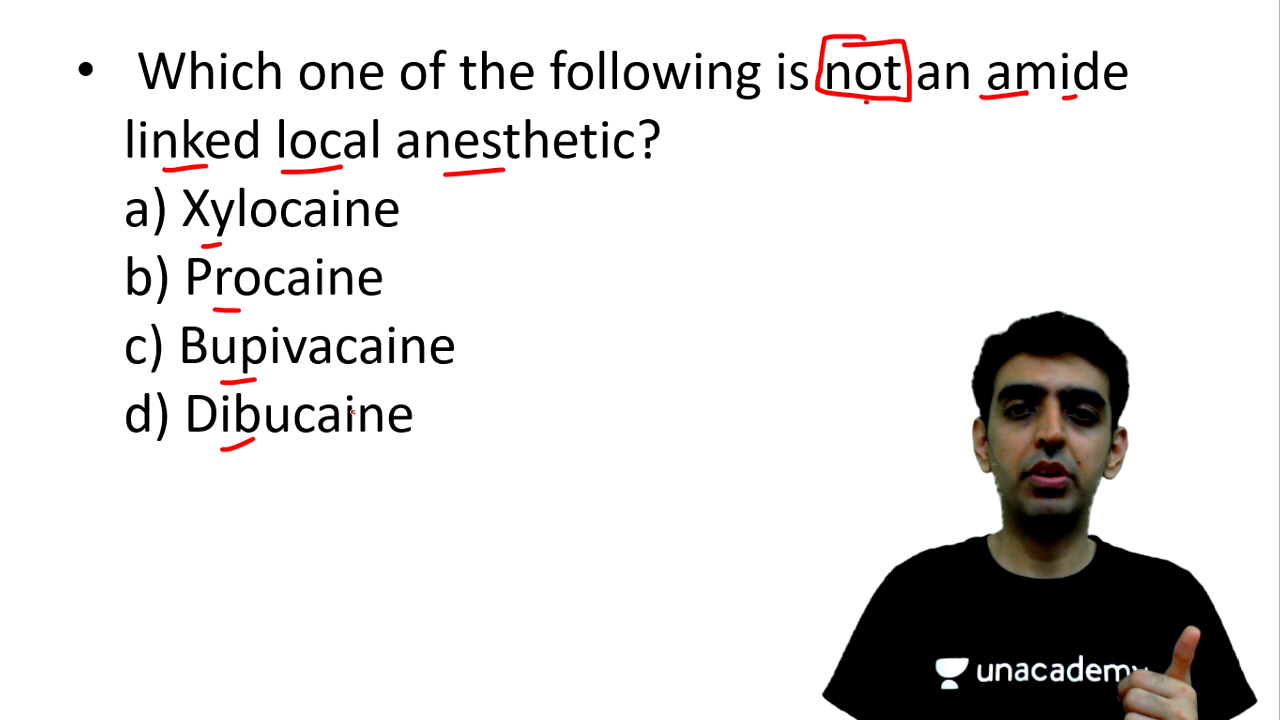 • Which one of the following is not an amide
linked local anesthetic?
a) Xylocaine
b) Procaine
c) Bupivacaine
d) Dibucaine
unacademy